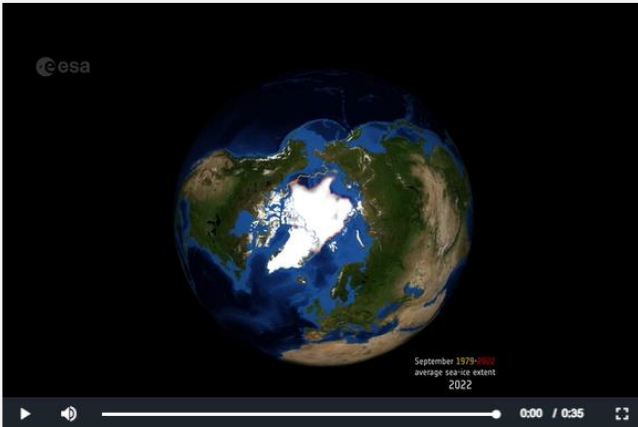 esa
September 1979-2022
average sea-ice extent
2022
0:00 / 0:35